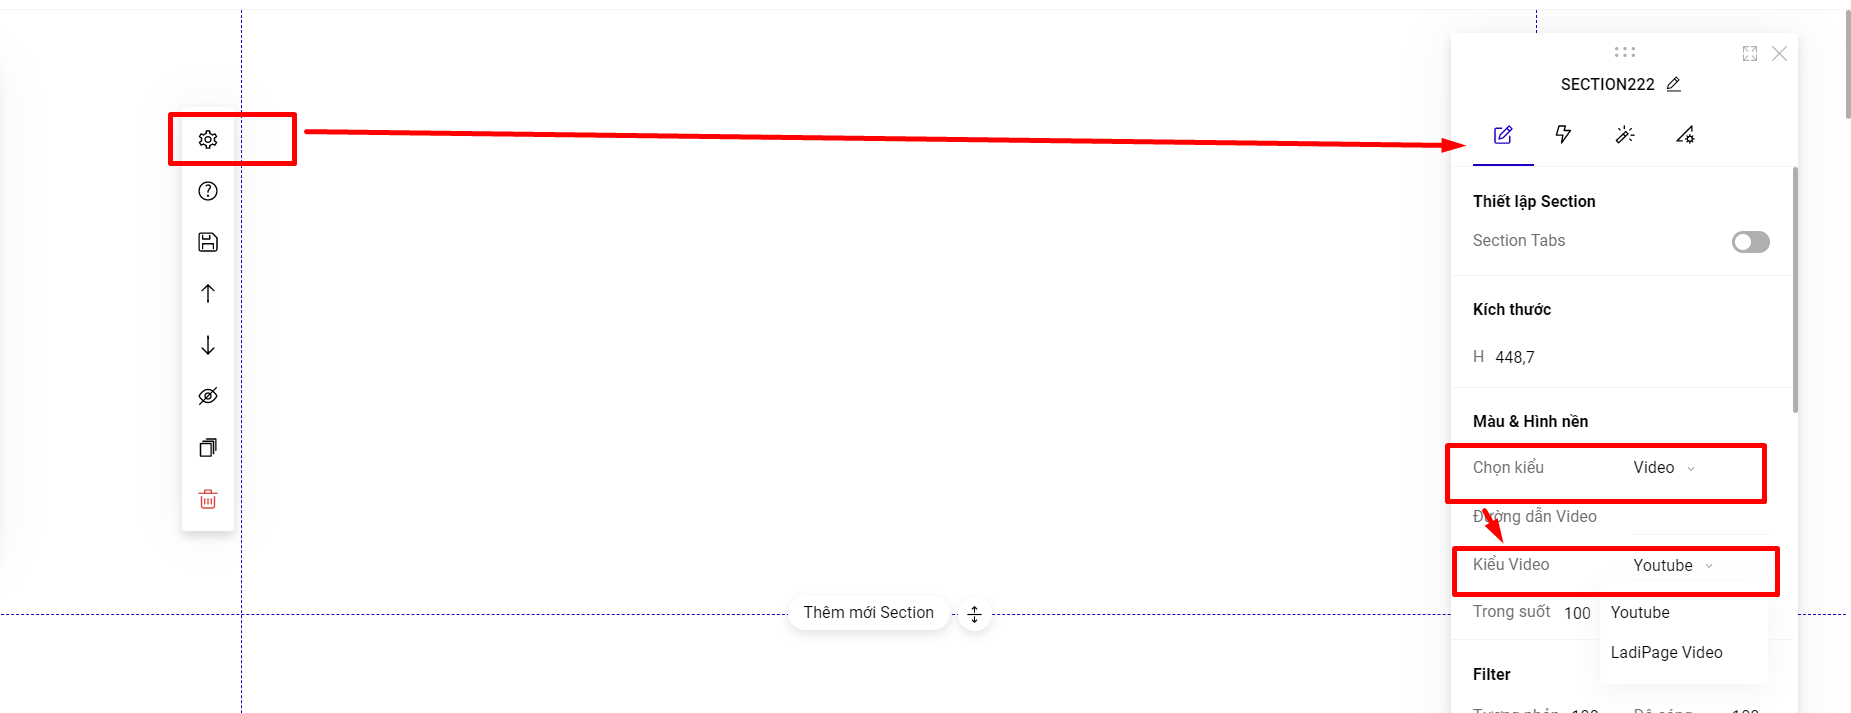 SECTION222
Thiết lập Section
Section Tabs
Kích thước
H 448,7
Màu & Hình nền
Chọn kiểu Video
Đường dẫn Video
Kiểu Video Youtube
Trong suốt 100
Youtube
LadiPage Video
Filter
Thêm mới Section